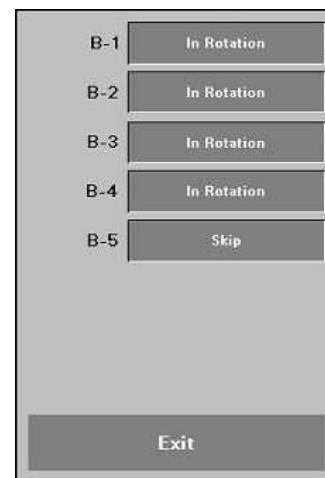 B-1 In Rotation
B-2 In Rotation
B-3 In Rotation
B-4 In Rotation
B-5 Skip
Exit